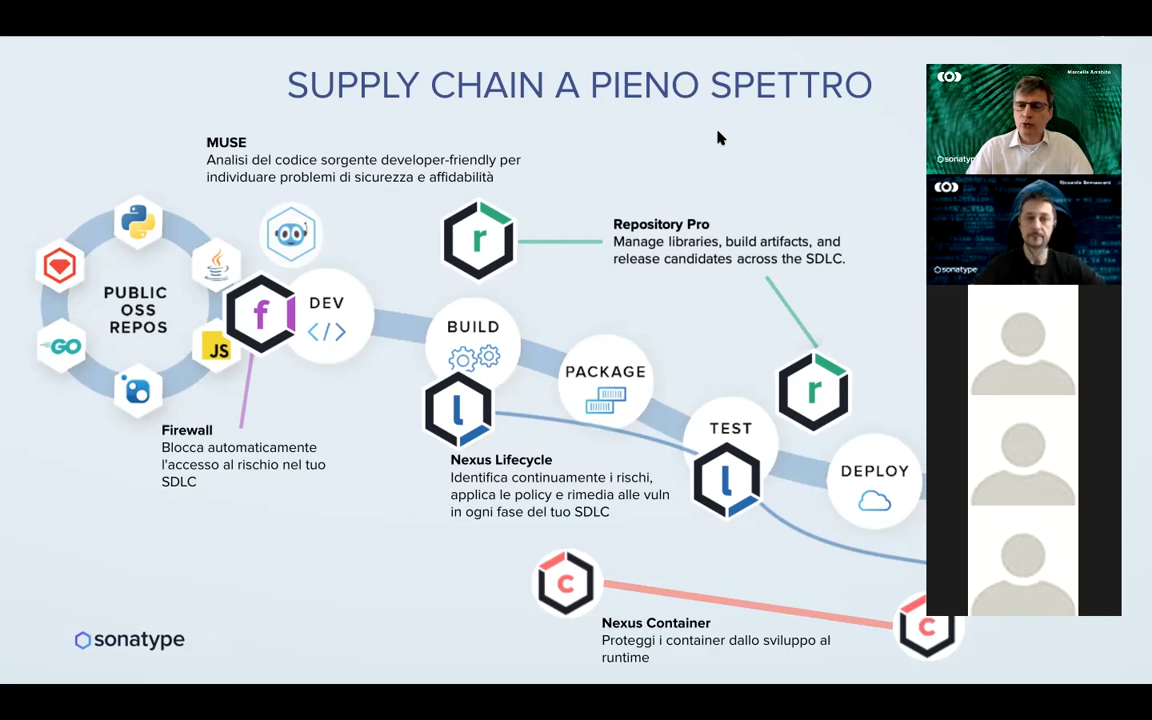 SUPPLY CHAIN A PIENO SPETTRO
MUSE
Analisi del codice sorgente developer-friendly per
individuare problemi di sicurezza e affidabilità
r
Repository Pro
Manage libraries, build artifacts, and
release candidates across the SDLC.
PUBLIC
OSS
REPOS
GO
JS
f
DEV
</>
BUILD
l
PACKAGE
r
TEST
l
DEPLOY
Firewall
Blocca automaticamente
l'accesso al rischio nel tuo
SDLC
Nexus Lifecycle
Identifica continuamente i rischi,
applica le policy e rimedia alle vuln
in ogni fase del tuo SDLC
c
Nexus Container
Proteggi i container dallo sviluppo al
runtime
c
sonatype
Marcello Arrabito
sonatype
sonatype